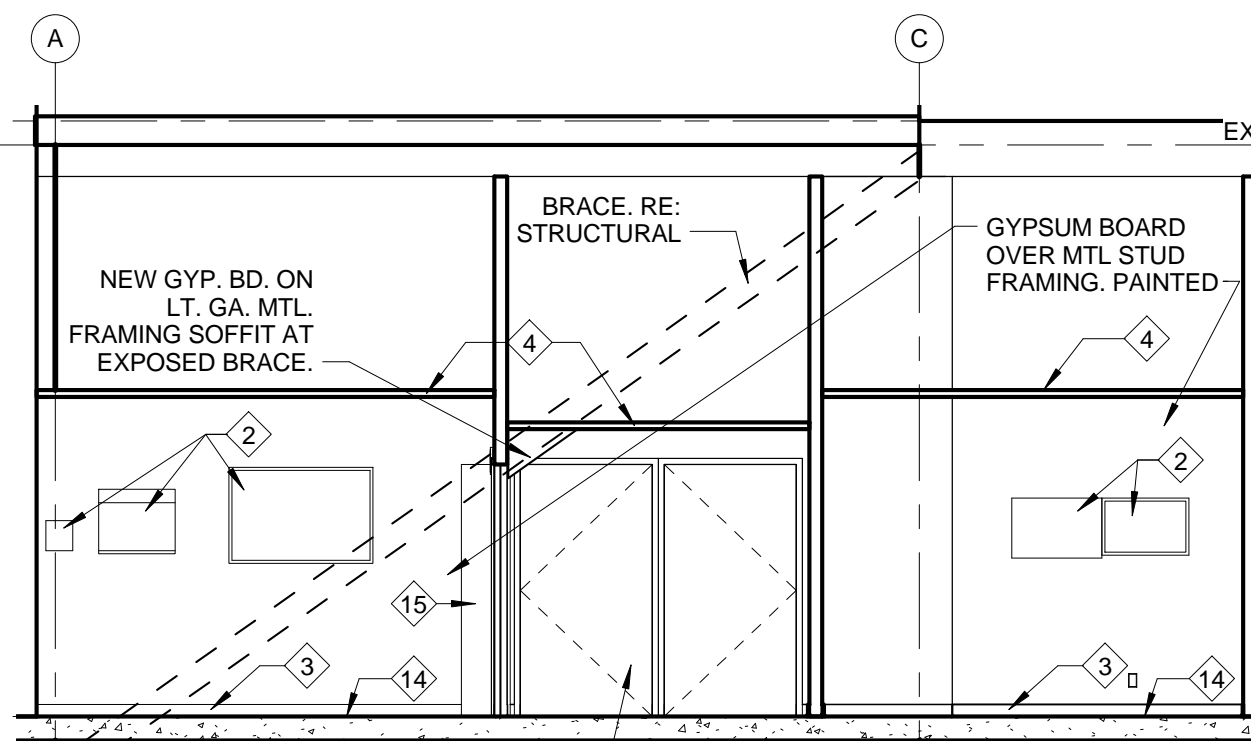 A
C
EX
BRACE. RE:
STRUCTURAL
GYPSUM BOARD
OVER MTL STUD
FRAMING. PAINTED
NEW GYP. BD. ON
LT. GA. MTL.
FRAMING SOFFIT AT
EXPOSED BRACE.
4
4
2
2
15
3
14
3
14